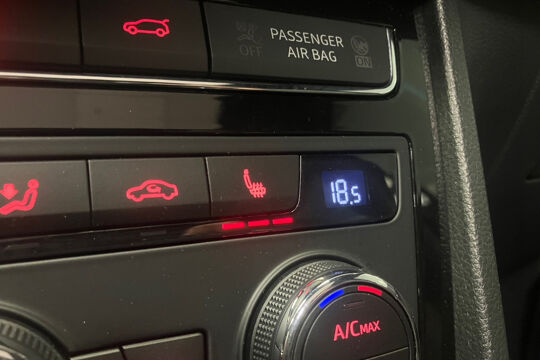 PASSENGER
AIR BAG
OFF
ON
18.5
A/C MAX